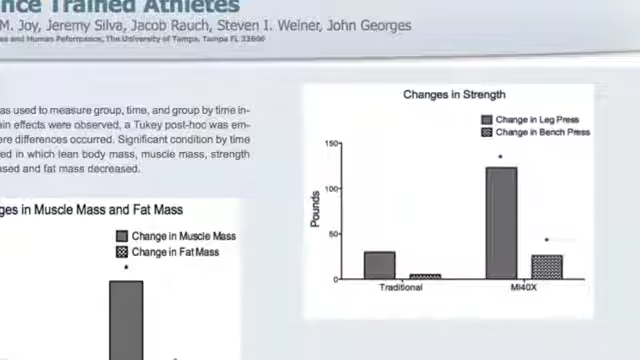 nce Trained Athletes
M. Joy, Jeremy Silva, Jacob Rauch, Steven I. Weiner, John Georges
and Human Peformance, The University of Tampa, Tampa FL 33606
as used to measure group, time, and group by time in-
ain effects were observed, a Tukey post-hoc was em-
ere differences occurred. Significant condition by time
ed in which lean body mass, muscle mass, strength
ased and fat mass decreased.
ges in Muscle Mass and Fat Mass
Change in Muscle Mass
Change in Fat Mass
*
Changes in Strength
Change in Leg Press
Change in Bench Press
Pounds
150
100
50
0
*
*
Traditional
MI40X